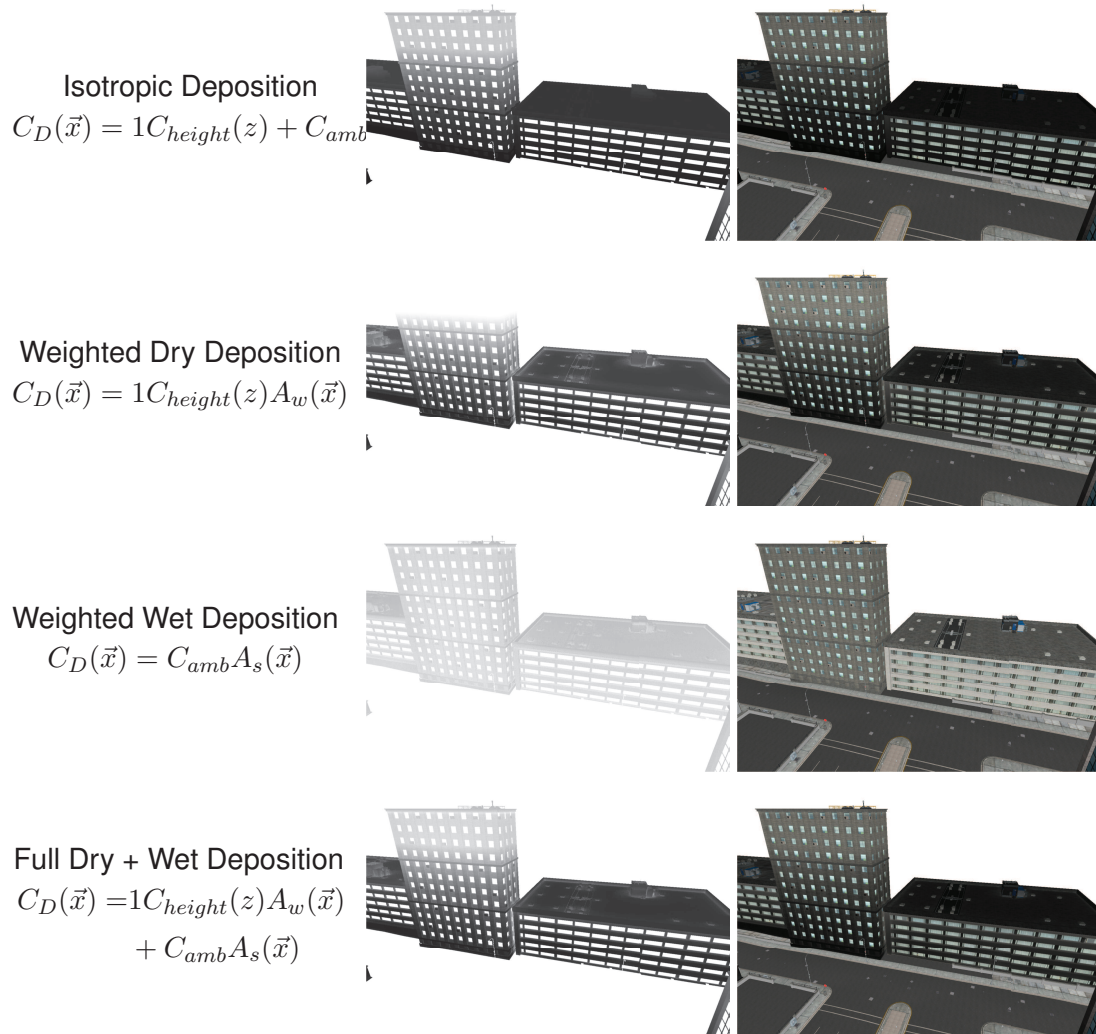 Isotropic Deposition
$C_D(\vec{x}) = 1C_{height}(z) + C_{amb}$
Weighted Dry Deposition
$C_D(\vec{x}) = 1C_{height}(z)A_w(\vec{x})$
Weighted Wet Deposition
$C_D(\vec{x}) = C_{amb}A_s(\vec{x})$
Full Dry + Wet Deposition
$C_D(\vec{x}) =1C_{height}(z)A_w(\vec{x})$
$+ C_{amb}A_s(\vec{x})$